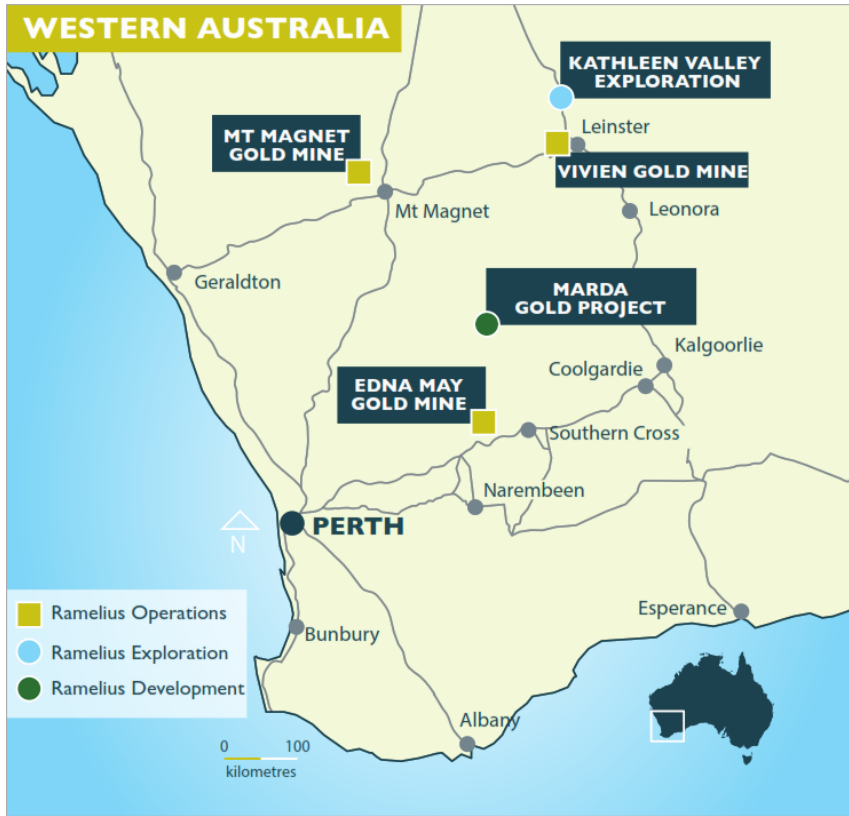 WESTERN AUSTRALIA
KATHLEEN VALLEY
EXPLORATION
MT MAGNET
GOLD MINE
Leinster
VIVIEN GOLD MINE
Mt Magnet
Leonora
Geraldton
MARDA
GOLD PROJECT
Kalgoorlie
Coolgardie
EDNA MAY
GOLD MINE
Southern Cross
Narembeen
PERTH
N
Ramelius Operations
Ramelius Exploration
Ramelius Development
Esperance
Bunbury
Albany
0 100
kilometres